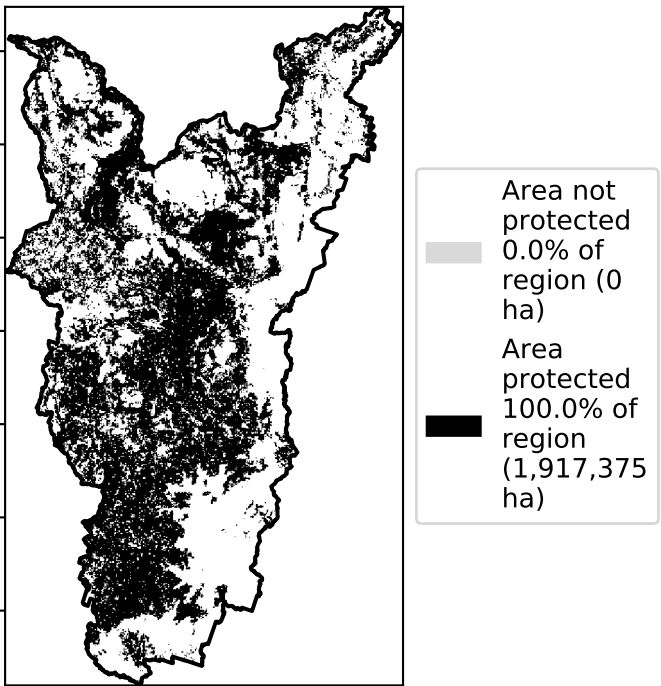 Area not
protected
0.0% of
region (0
ha)
Area
protected
100.0% of
region
(1,917,375
ha)